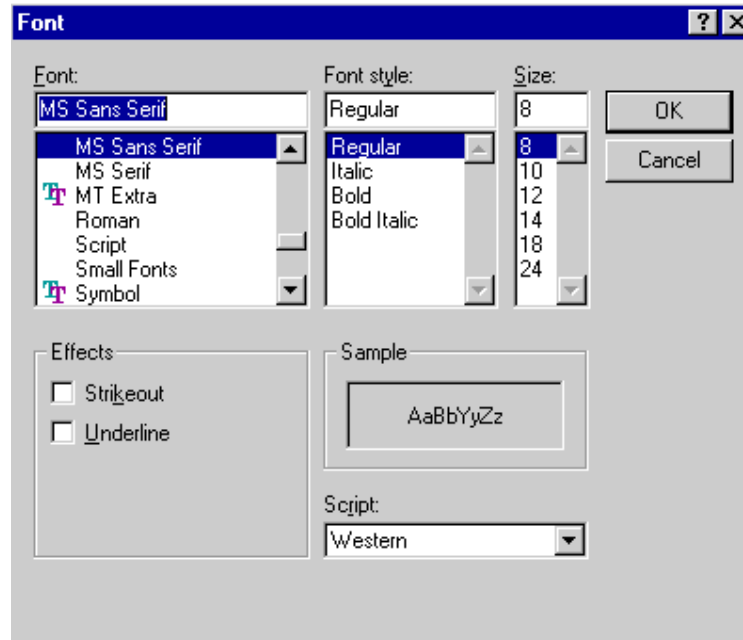 Font
Font:
MS Sans Serif
MS Sans Serif
MS Serif
MT Extra
Roman
Script
Small Fonts
Symbol
Font style:
Regular
Regular
Italic
Bold
Bold Italic
Size:
8
8
10
12
14
18
24
OK
Cancel
Effects
Strikeout
Underline
Sample
AaBbYyZz
Script:
Western